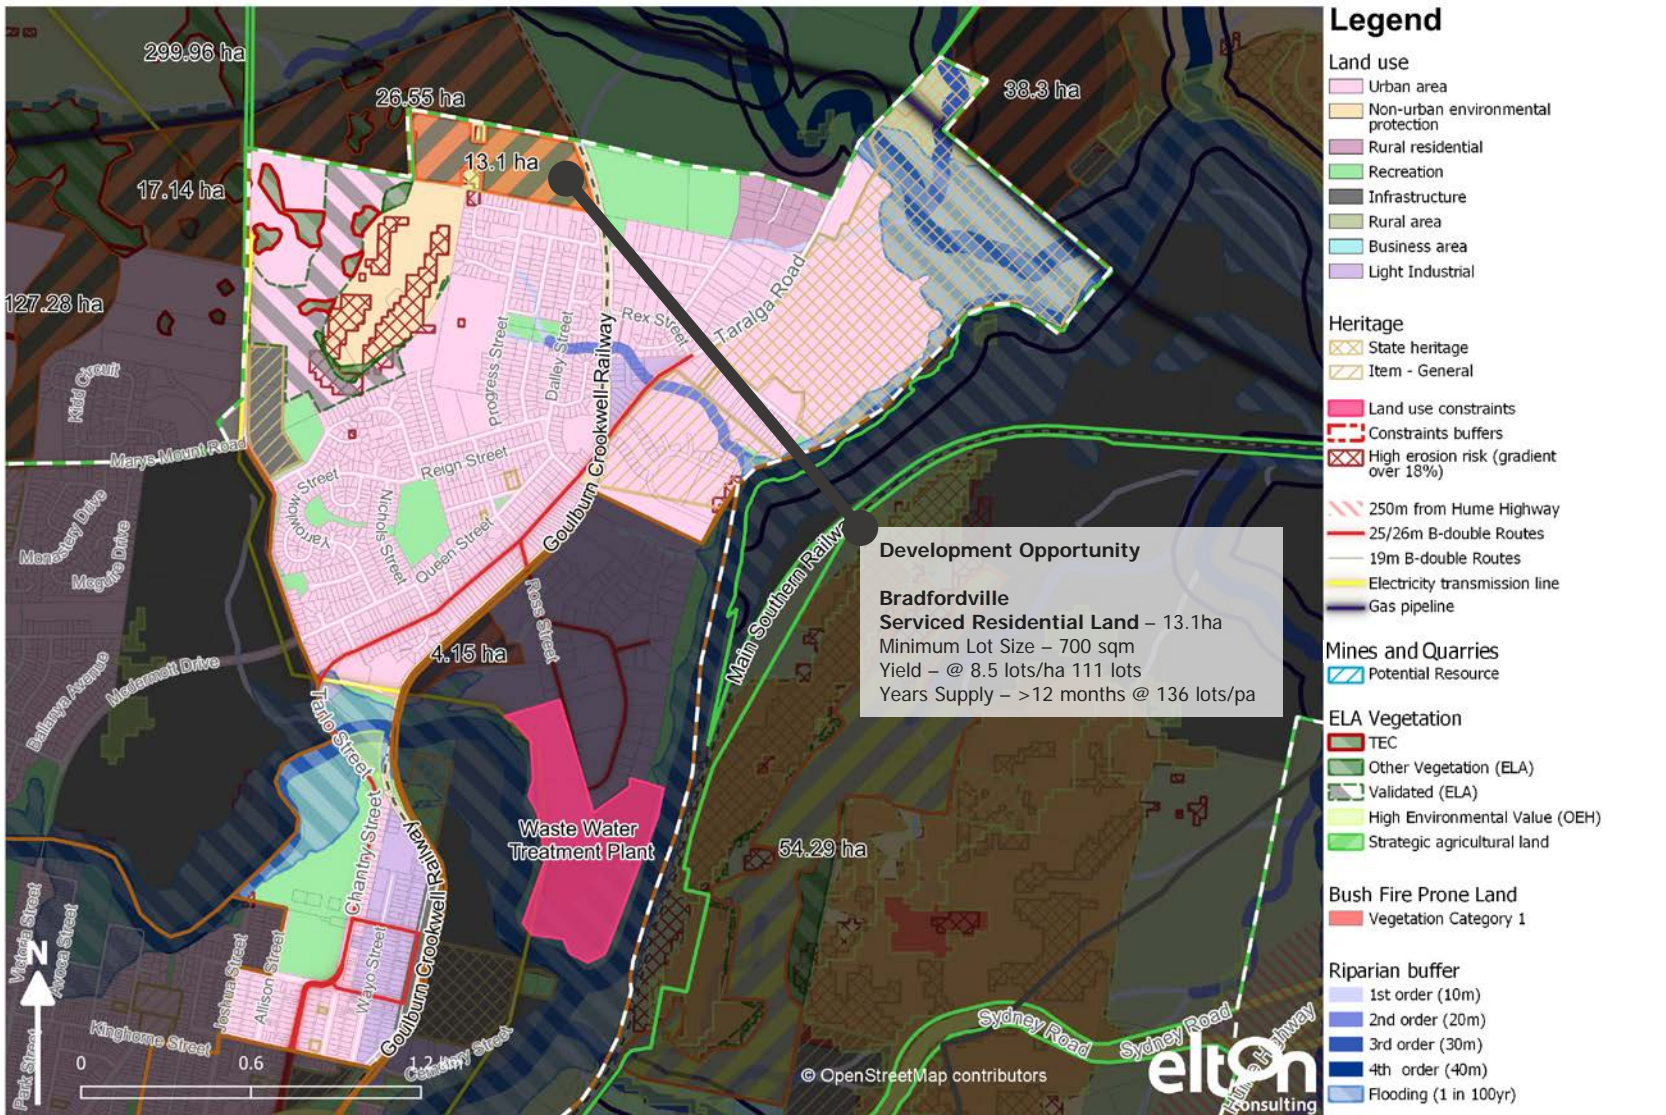 299.96 ha
26.55 ha
38.3 ha
13.1 ha
17.14 ha
127.28 ha
Kidd Circuit
Rex Street
Taralga Road
Progress Street
Dalley Street
Goulburn Crookwell Railway
Marys Mount Road
Reign Street
Yarrowlow Street
Nichols Street
Queen Street
Monastery Drive
Mcguire Drive
Ross Street
Main Southern Railw
4.15 ha
Mcdermott Drive
Ballanya Avenue
Tarlo Street
Chantry Street
Goulburn Crookwell Railway
Waste Water
Treatment Plant
54.29 ha
Victoria Street
Avoca Street
Joshua Street
Allison Street
Wayo Street
Kinghorne Street
Park Street
Cemetery Street
Sydney Road
Sydney Road
Hume Highway
N
0 0.6 1.2 km
© OpenStreetMap contributors
elton
consulting
Development Opportunity
Bradfordville
Serviced Residential Land – 13.1ha
Minimum Lot Size – 700 sqm
Yield – @ 8.5 lots/ha 111 lots
Years Supply – >12 months @ 136 lots/pa
Legend
Land use
Urban area
Non-urban environmental
protection
Rural residential
Recreation
Infrastructure
Rural area
Business area
Light Industrial
Heritage
State heritage
Item - General
Land use constraints
Constraints buffers
High erosion risk (gradient
over 18%)
250m from Hume Highway
25/26m B-double Routes
19m B-double Routes
Electricity transmission line
Gas pipeline
Mines and Quarries
Potential Resource
ELA Vegetation
TEC
Other Vegetation (ELA)
Validated (ELA)
High Environmental Value (OEH)
Strategic agricultural land
Bush Fire Prone Land
Vegetation Category 1
Riparian buffer
1st order (10m)
2nd order (20m)
3rd order (30m)
4th order (40m)
Flooding (1 in 100yr)